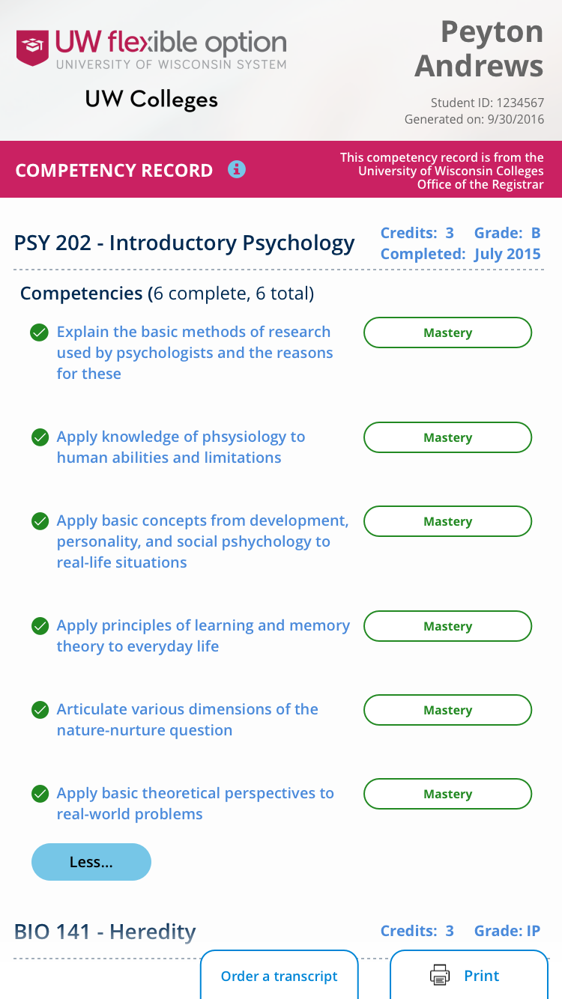 UW flexible option
UNIVERSITY OF WISCONSIN SYSTEM
UW Colleges
Peyton
Andrews
Student ID: 1234567
Generated on: 9/30/2016
COMPETENCY RECORD
This competency record is from the
University of Wisconsin Colleges
Office of the Registrar
PSY 202 - Introductory Psychology
Credits: 3 Grade: B
Completed: July 2015
Competencies (6 complete, 6 total)
Explain the basic methods of research
used by psychologists and the reasons
for these
Mastery
Apply knowledge of phsysiology to
human abilities and limitations
Mastery
Apply basic concepts from development,
personality, and social pshychology to
real-life situations
Mastery
Apply principles of learning and memory
theory to everyday life
Mastery
Articulate various dimensions of the
nature-nurture question
Mastery
Apply basic theoretical perspectives to
real-world problems
Mastery
Less...
BIO 141 - Heredity
Credits: 3 Grade: IP
Order a transcript
Print